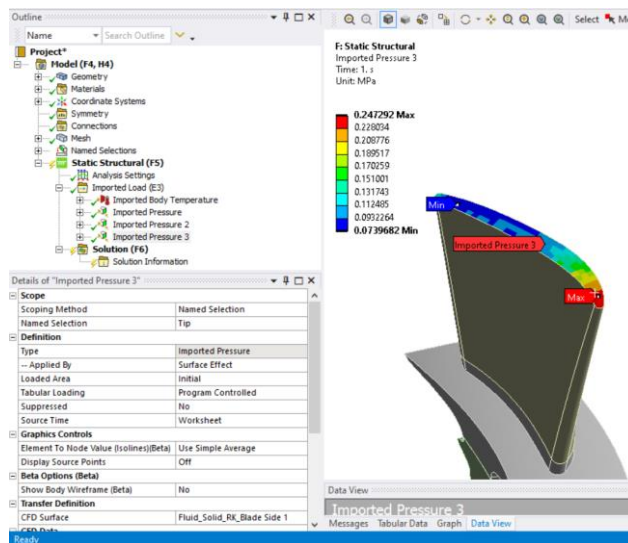 Outline
Name
Search Outline
Project*
Model (F4, H4)
Geometry
Materials
Coordinate Systems
Symmetry
Connections
Mesh
Named Selections
Static Structural (F5)
Analysis Settings
Imported Load (E3)
Imported Body Temperature
Imported Pressure
Imported Pressure 2
Imported Pressure 3
Solution (F6)
Solution Information
Details of "Imported Pressure 3"
Scope
Scoping Method Named Selection
Named Selection Tip
Definition
Type Imported Pressure
-- Applied By Surface Effect
Loaded Area Initial
Tabular Loading Program Controlled
Suppressed No
Source Time Worksheet
Graphics Controls
Element To Node Value (Isolines)(Beta) Use Simple Average
Display Source Points Off
Beta Options (Beta)
Show Body Wireframe (Beta) No
Transfer Definition
CFD Surface Fluid_Solid_RK_Blade Side 1
CFD Data
Ready
Select
F: Static Structural
Imported Pressure 3
Time: 1. s
Unit: MPa
0.247292 Max
0.228034
0.208776
0.189517
0.170259
0.151001
0.131743
0.112485
0.0932264
0.0739682 Min
Min
Imported Pressure 3
Max
Data View
Imported Pressure 3
Messages Tabular Data Graph Data View